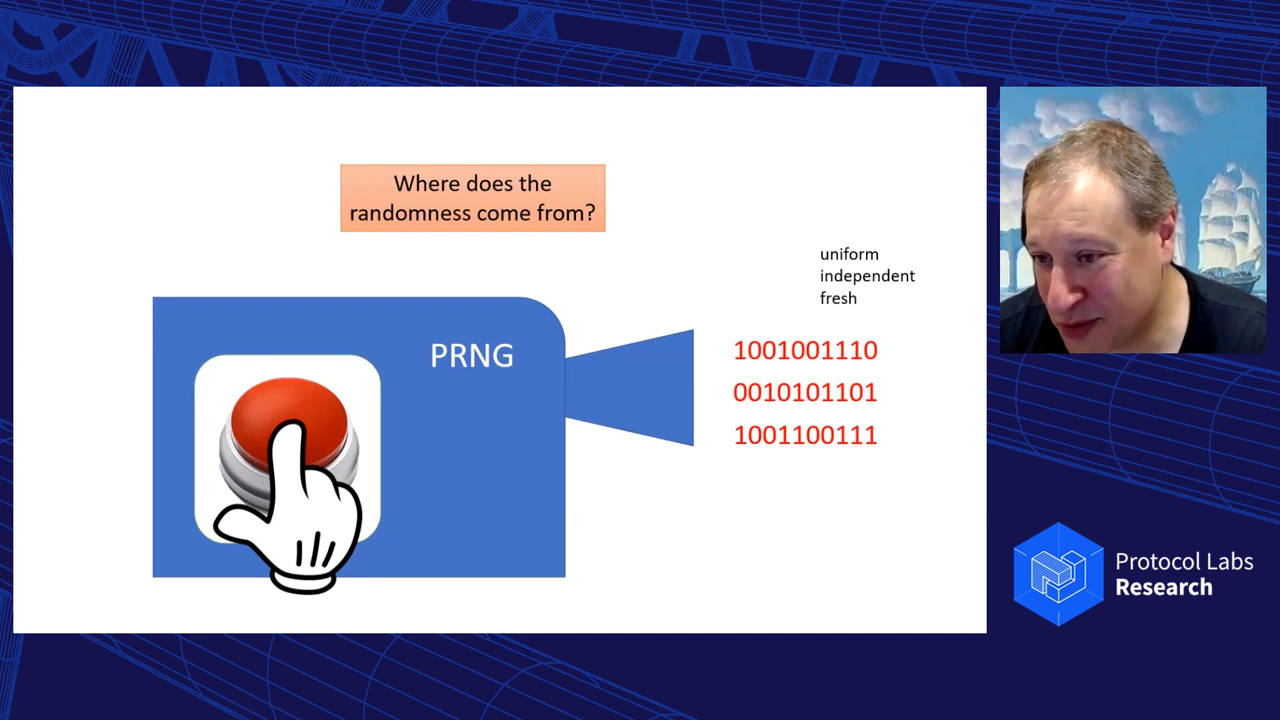 Where does the
randomness come from?
uniform
independent
fresh
PRNG
1001001110
0010101101
1001100111
Protocol Labs
Research